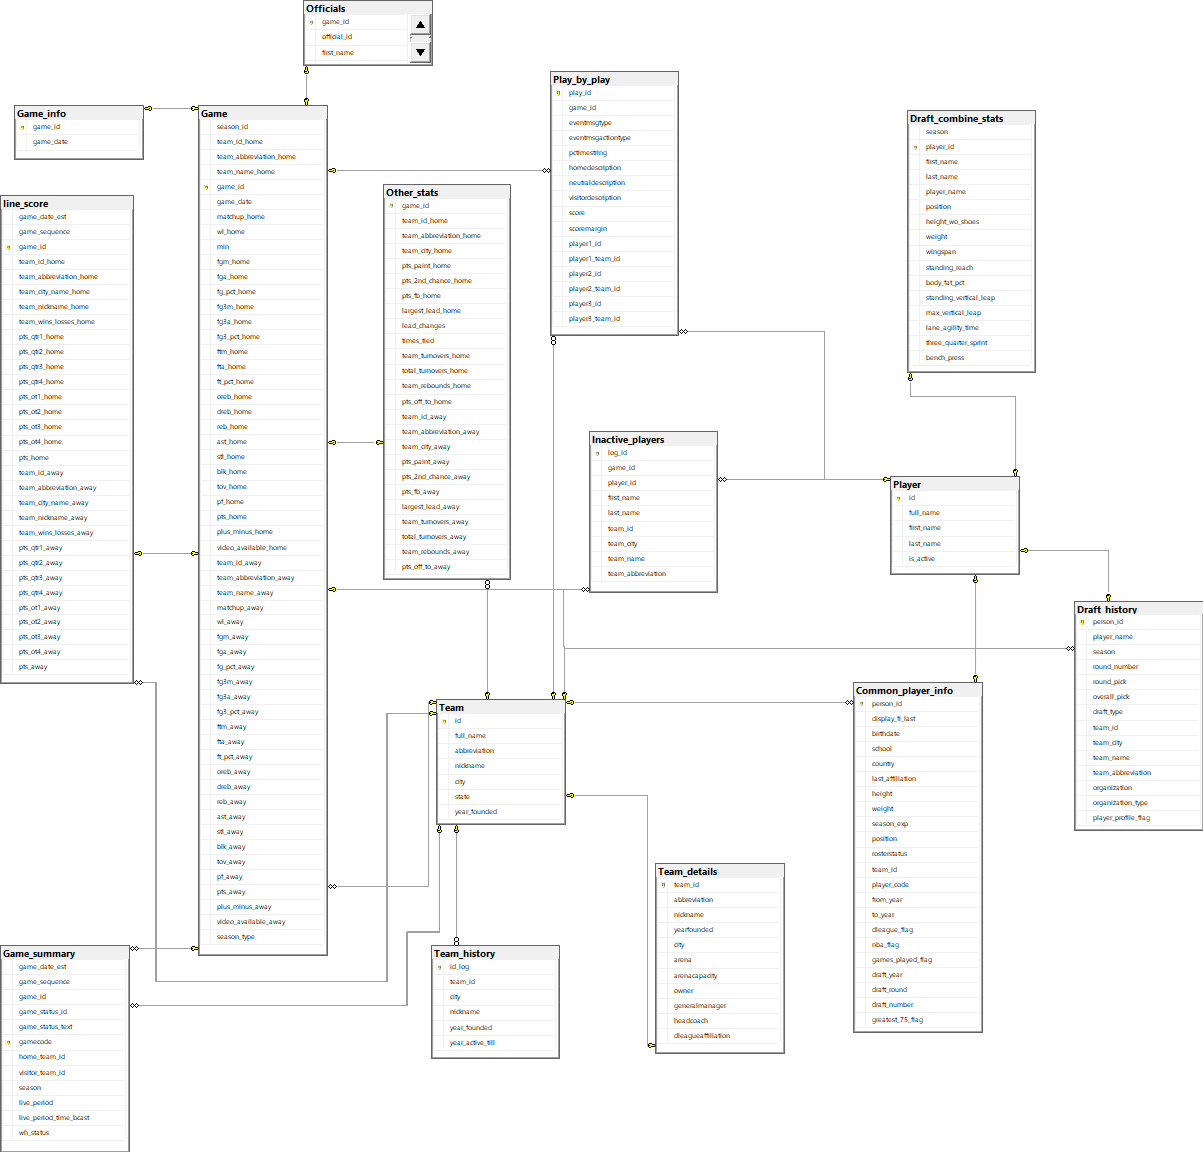 Officials
game_id
official_id
first_name
Game_info
game_id
game_date
Game
season_id
team_id_home
team_abbreviation_home
team_name_home
game_id
game_date
matchup_home
wl_home
min
fgm_home
fga_home
fg_pct_home
fg3m_home
fg3a_home
fg3_pct_home
ftm_home
fta_home
ft_pct_home
oreb_home
dreb_home
reb_home
ast_home
stl_home
blk_home
tov_home
pf_home
pts_home
plus_minus_home
video_available_home
team_id_away
team_abbreviation_away
team_name_away
matchup_away
wl_away
fgm_away
fga_away
fg_pct_away
fg3m_away
fg3a_away
fg3_pct_away
ftm_away
fta_away
ft_pct_away
oreb_away
dreb_away
reb_away
ast_away
stl_away
blk_away
tov_away
pf_away
pts_away
plus_minus_away
video_available_away
season_type
line_score
game_date_est
game_sequence
game_id
team_id_home
team_abbreviation_home
team_city_name_home
team_nickname_home
team_wins_losses_home
pts_qtr1_home
pts_qtr2_home
pts_qtr3_home
pts_qtr4_home
pts_ot1_home
pts_ot2_home
pts_ot3_home
pts_ot4_home
pts_home
team_id_away
team_abbreviation_away
team_city_name_away
team_nickname_away
team_wins_losses_away
pts_qtr1_away
pts_qtr2_away
pts_qtr3_away
pts_qtr4_away
pts_ot1_away
pts_ot2_away
pts_ot3_away
pts_ot4_away
pts_away
Game_summary
game_date_est
game_sequence
game_id
game_status_id
game_status_text
gamecode
home_team_id
visitor_team_id
season
live_period
live_period_time_bcast
wh_status
Other_stats
game_id
team_id_home
team_abbreviation_home
team_city_home
pts_paint_home
pts_2nd_chance_home
pts_fb_home
largest_lead_home
lead_changes
times_tied
team_turnovers_home
total_turnovers_home
team_rebounds_home
pts_off_to_home
team_id_away
team_abbreviation_away
team_city_away
pts_paint_away
pts_2nd_chance_away
pts_fb_away
largest_lead_away
team_turnovers_away
total_turnovers_away
team_rebounds_away
pts_off_to_away
Play_by_play
play_id
game_id
eventmsgtype
eventmsgactiontype
pctimestring
homedescription
neutraldescription
visitordescription
score
scoremargin
player1_id
player1_team_id
player2_id
player2_team_id
player3_id
player3_team_id
Inactive_players
log_id
game_id
player_id
first_name
last_name
team_id
team_city
team_name
team_abbreviation
Team
id
full_name
abbreviation
nickname
city
state
year_founded
Team_history
id_log
team_id
city
nickname
year_founded
year_active_till
Team_details
team_id
abbreviation
nickname
yearfounded
city
arena
arenacapacity
owner
generalmanager
headcoach
dleagueaffiliation
Draft_combine_stats
season
player_id
first_name
last_name
player_name
position
height_wo_shoes
weight
wingspan
standing_reach
body_fat_pct
standing_vertical_leap
max_vertical_leap
lane_agility_time
three_quarter_sprint
bench_press
Player
id
full_name
first_name
last_name
is_active
Common_player_info
person_id
display_fi_last
birthdate
school
country
last_affiliation
height
weight
season_exp
position
rosterstatus
team_id
player_code
from_year
to_year
dleague_flag
nba_flag
games_played_flag
draft_year
draft_round
draft_number
greatest_75_flag
Draft_history
person_id
player_name
season
round_number
round_pick
overall_pick
draft_type
team_id
team_city
team_name
team_abbreviation
organization
organization_type
player_profile_flag